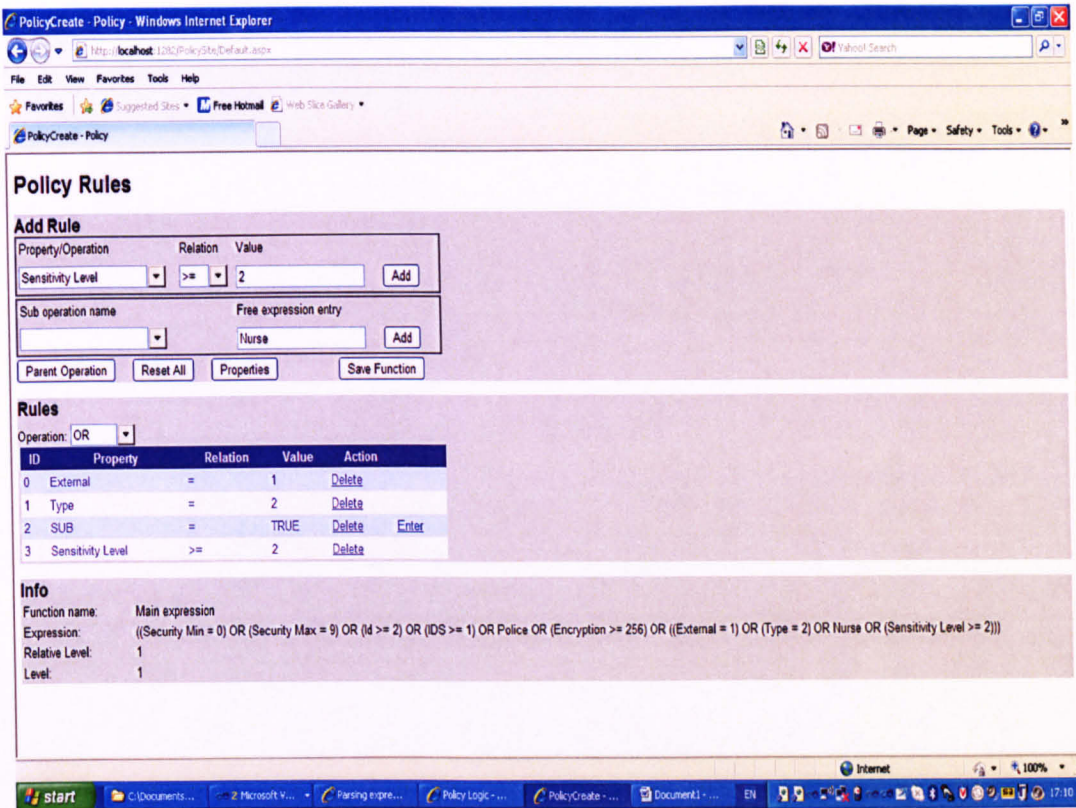 PolicyCreate - Policy - Windows Internet Explorer
http://localhost:1282/PolicySite/Default.aspx
Yahoo! Search
File Edit View Favorites Tools Help
Favorites Suggested Sites Free Hotmail Web Slice Gallery
PolicyCreate - Policy
Page Safety Tools
Policy Rules
Add Rule
Property/Operation Relation Value
Sensitivity Level >= 2 Add
Sub operation name Free expression entry
Nurse Add
Parent Operation Reset All Properties Save Function
Rules
Operation: OR
ID Property Relation Value Action
0 External = 1 Delete
1 Type = 2 Delete
2 SUB = TRUE Delete Enter
3 Sensitivity Level >= 2 Delete
Info
Function name: Main expression
Expression: ((Security Min = 0) OR (Security Max = 9) OR (Id >= 2) OR (IDS >= 1) OR Police OR (Encryption >= 256) OR ((External = 1) OR (Type = 2) OR Nurse OR (Sensitivity Level >= 2)))
Relative Level: 1
Level: 1
Internet 100%
start C:\Documents... 2 Microsoft V... Parsing expre... Policy Logic - ... PolicyCreate - ... Document1 - ... EN 17:10